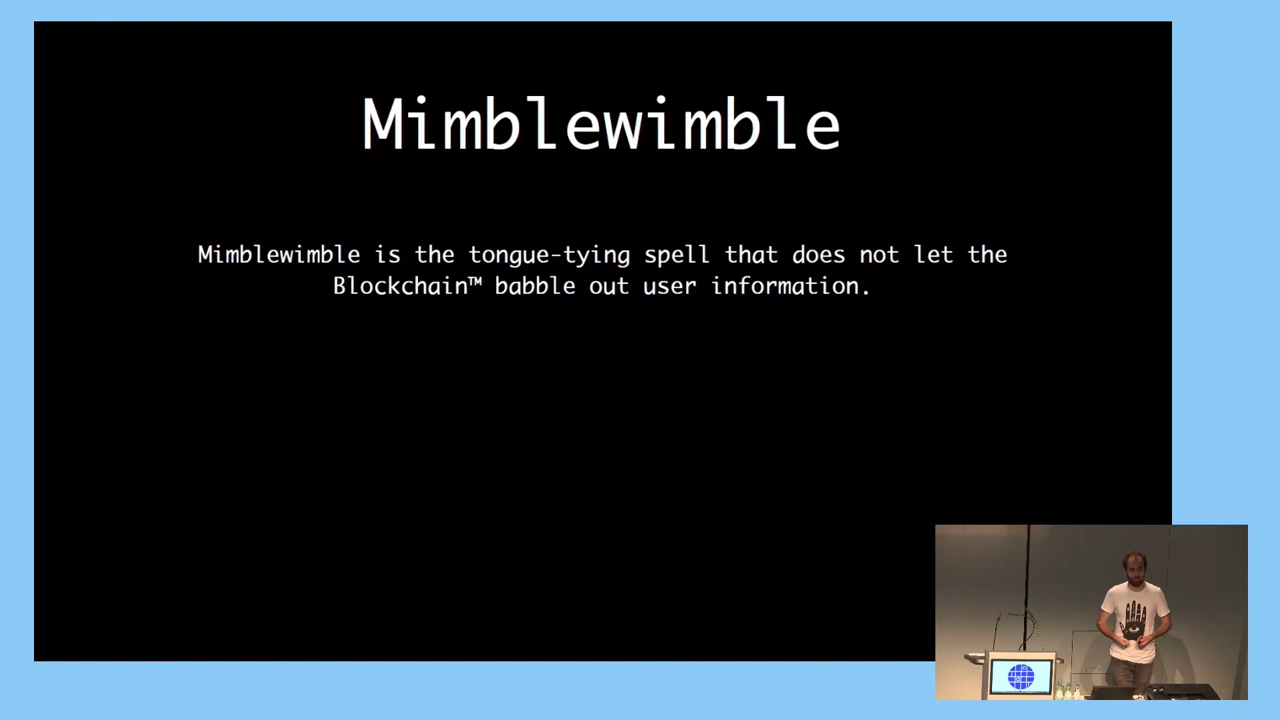 Mimblewimble
Mimblewimble is the tongue-tying spell that does not let the
Blockchain™ babble out user information.